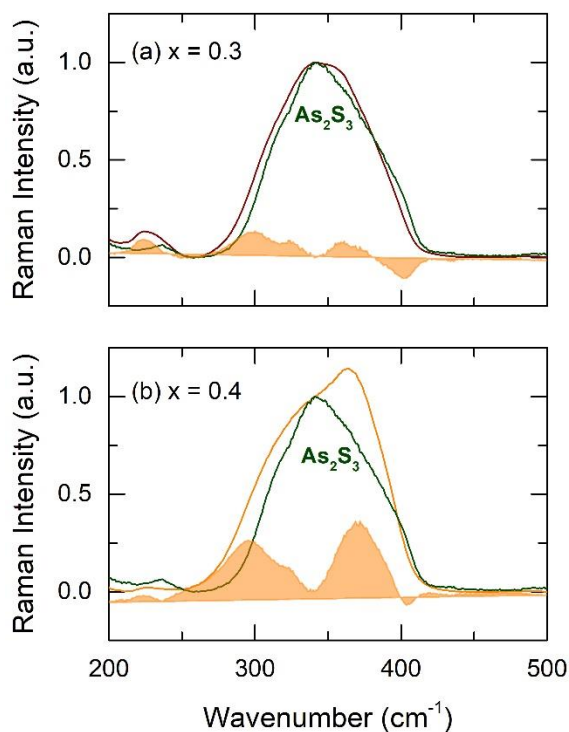 (a) x = 0.3
1.0
As₂S₃
0.5
0.0
Raman Intensity (a.u.)
(b) x = 0.4
1.0
As₂S₃
0.5
0.0
Raman Intensity (a.u.)
200 300 400 500
Wavenumber (cm⁻¹)